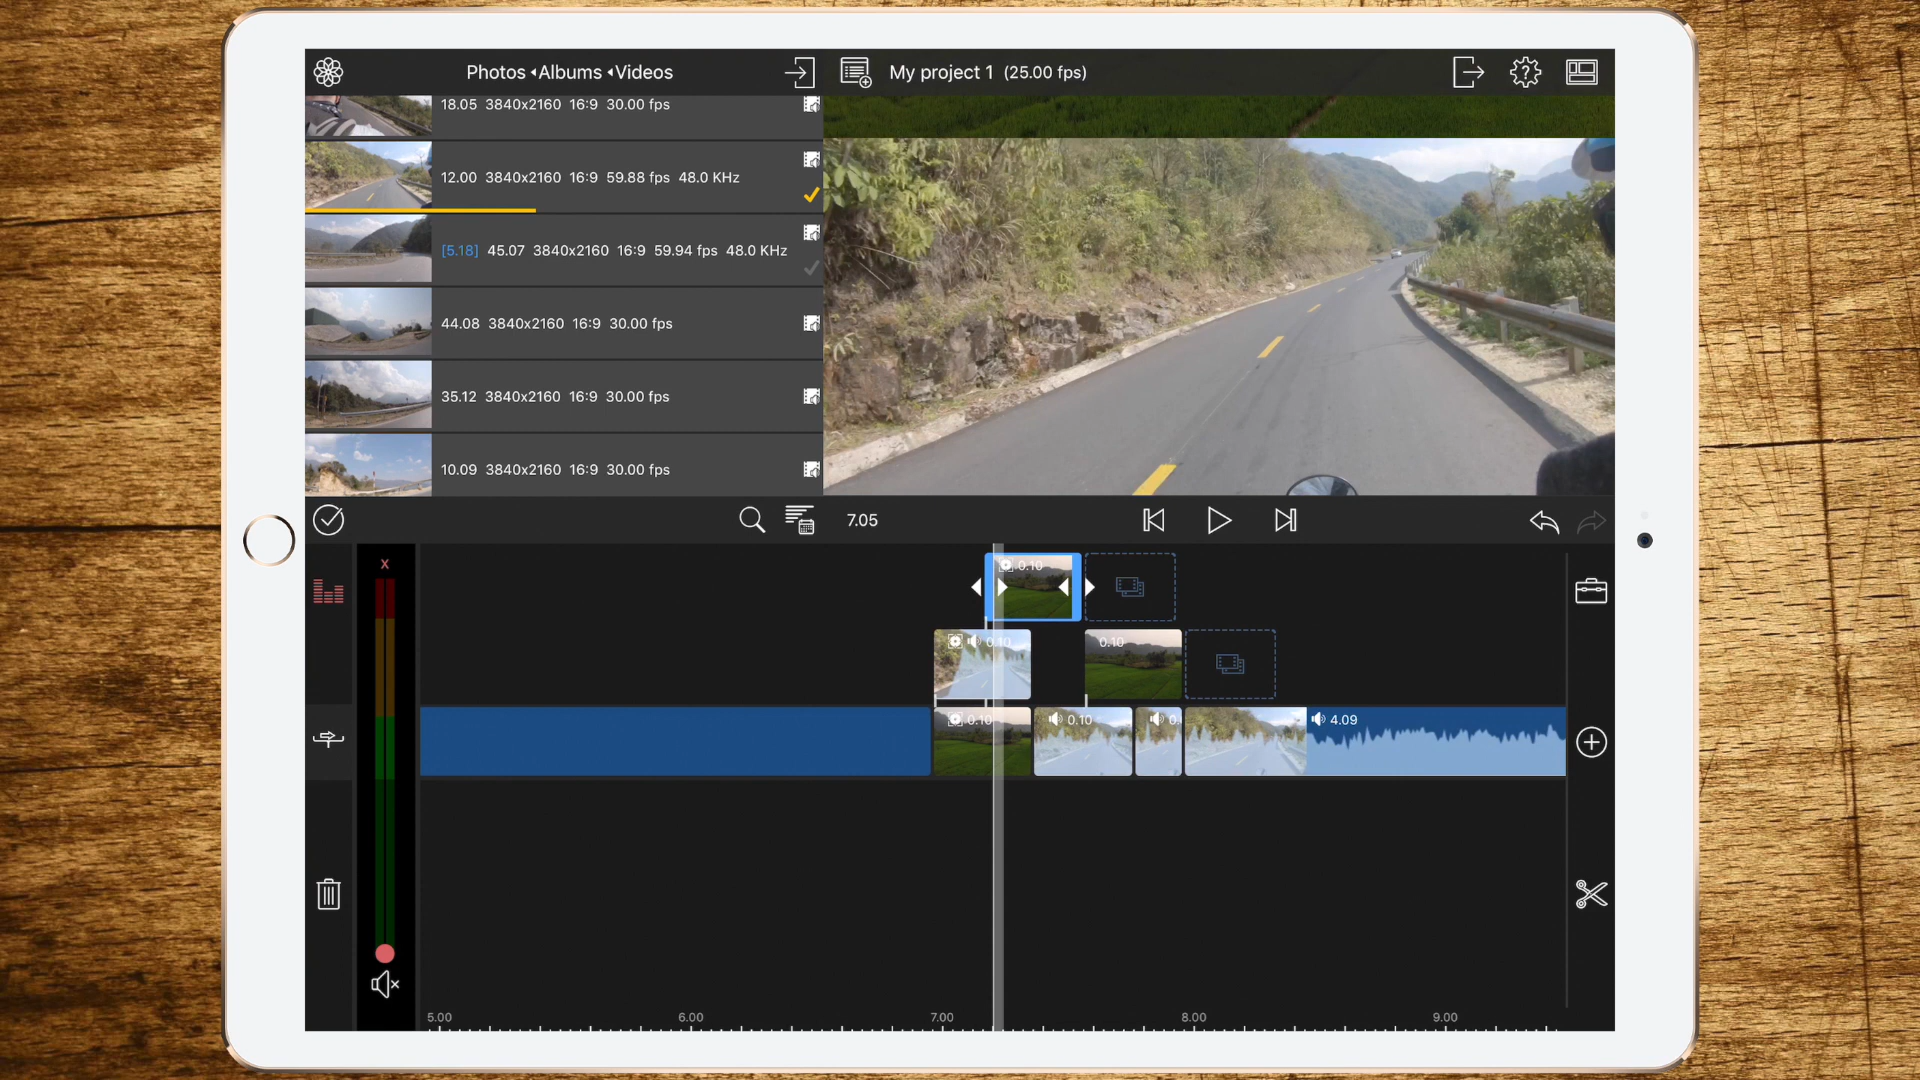 Photos ◂Albums ◂Videos
My project 1 (25.00 fps)
18.05 3840x2160 16:9 30.00 fps
12.00 3840x2160 16:9 59.88 fps 48.0 KHz
[5.18] 45.07 3840x2160 16:9 59.94 fps 48.0 KHz
44.08 3840x2160 16:9 30.00 fps
35.12 3840x2160 16:9 30.00 fps
10.09 3840x2160 16:9 30.00 fps
7.05
x
0.10
0.10
0.10
0.10
0.10
4.09
5.00 6.00 7.00 8.00 9.00